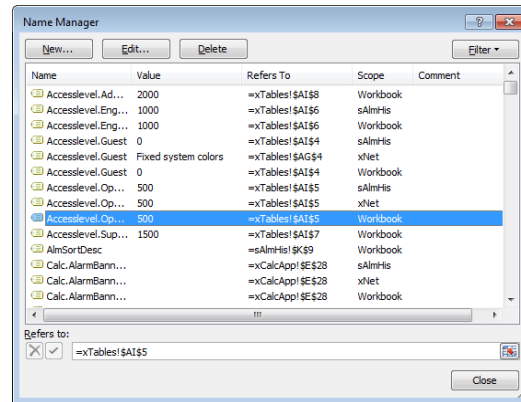 Name Manager
New... Edit... Delete Filter
Name Value Refers To Scope Comment
Accesslevel.Ad... 2000 =xTables!$AI$8 Workbook
Accesslevel.Eng... 1000 =xTables!$AI$6 sAlmHis
Accesslevel.Eng... 1000 =xTables!$AI$6 Workbook
Accesslevel.Guest 0 =xTables!$AI$4 sAlmHis
Accesslevel.Guest Fixed system colors =xTables!$AG$4 xNet
Accesslevel.Guest 0 =xTables!$AI$4 Workbook
Accesslevel.Op... 500 =xTables!$AI$5 sAlmHis
Accesslevel.Op... 500 =xTables!$AI$5 xNet
Accesslevel.Op... 500 =xTables!$AI$5 Workbook
Accesslevel.Sup... 1500 =xTables!$AI$7 Workbook
AlmSortDesc =sAlmHis!$K$9 Workbook
Calc.AlarmBann... =xCalcApp!$E$28 sAlmHis
Calc.AlarmBann... =xCalcApp!$E$28 xNet
Calc.AlarmBann... =xCalcApp!$E$28 Workbook
Refers to:
=xTables!$AI$5
Close